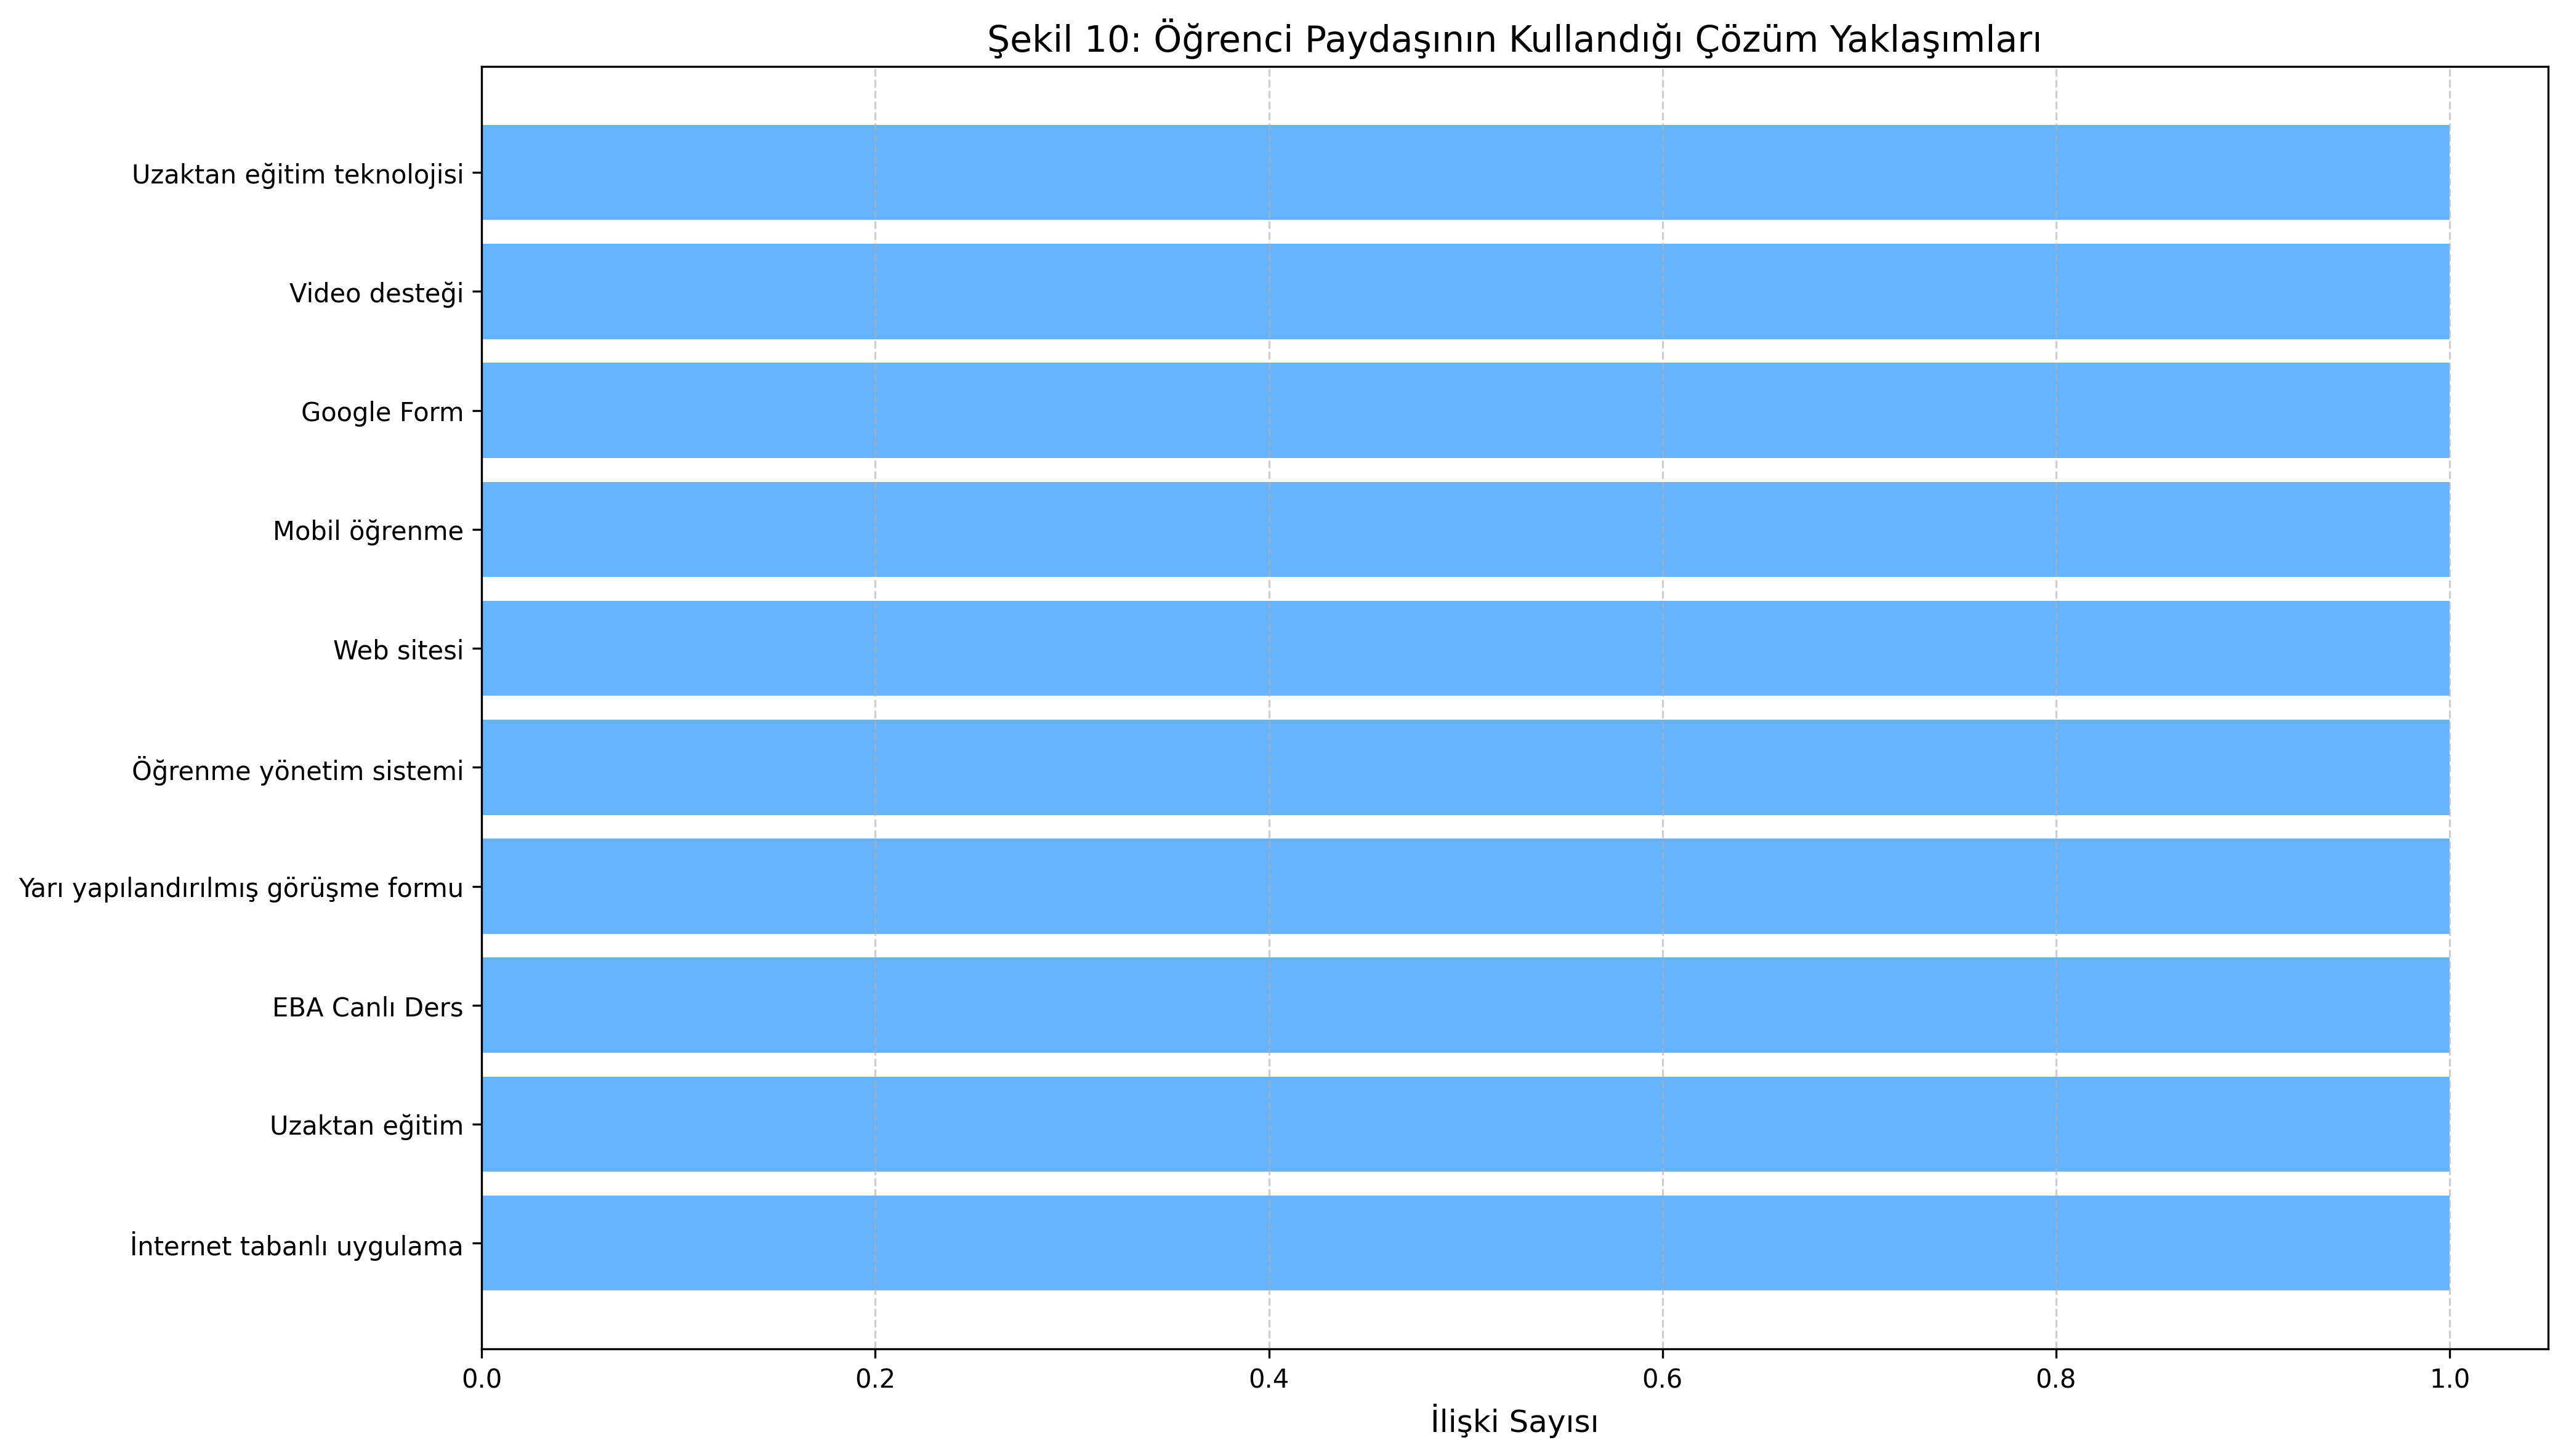 Şekil 10: Öğrenci Paydaşının Kullandığı Çözüm Yaklaşımları
Uzaktan eğitim teknolojisi
Video desteği
Google Form
Mobil öğrenme
Web sitesi
Öğrenme yönetim sistemi
Yarı yapılandırılmış görüşme formu
EBA Canlı Ders
Uzaktan eğitim
İnternet tabanlı uygulama
0.0 0.2 0.4 0.6 0.8 1.0
İlişki Sayısı